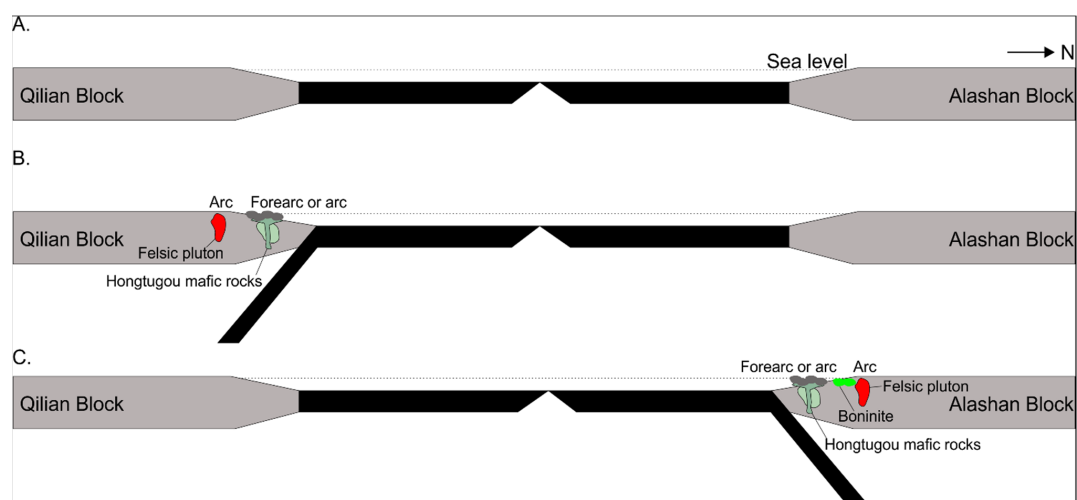 A.
N
Sea level
Qilian Block
Alashan Block
B.
Arc
Forearc or arc
Qilian Block
Alashan Block
Felsic pluton
Hongtugou mafic rocks
C.
Forearc or arc
Arc
Felsic pluton
Qilian Block
Alashan Block
Boninite
Hongtugou mafic rocks